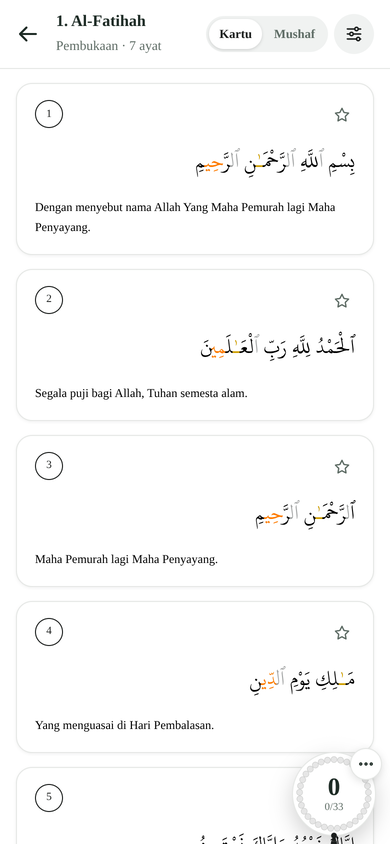 1. Al-Fatihah
Pembukaan · 7 ayat
Kartu
Mushaf
1
بِسْمِ ٱللَّهِ ٱلرَّحْمَـٰنِ ٱلرَّحِيمِ
Dengan menyebut nama Allah Yang Maha Pemurah lagi Maha
Penyayang.
2
ٱلْحَمْدُ لِلَّهِ رَبِّ ٱلْعَـٰلَمِينَ
Segala puji bagi Allah, Tuhan semesta alam.
3
ٱلرَّحْمَـٰنِ ٱلرَّحِيمِ
Maha Pemurah lagi Maha Penyayang.
4
مَـٰلِكِ يَوْمِ ٱلدِّينِ
Yang menguasai di Hari Pembalasan.
5
0
0/33